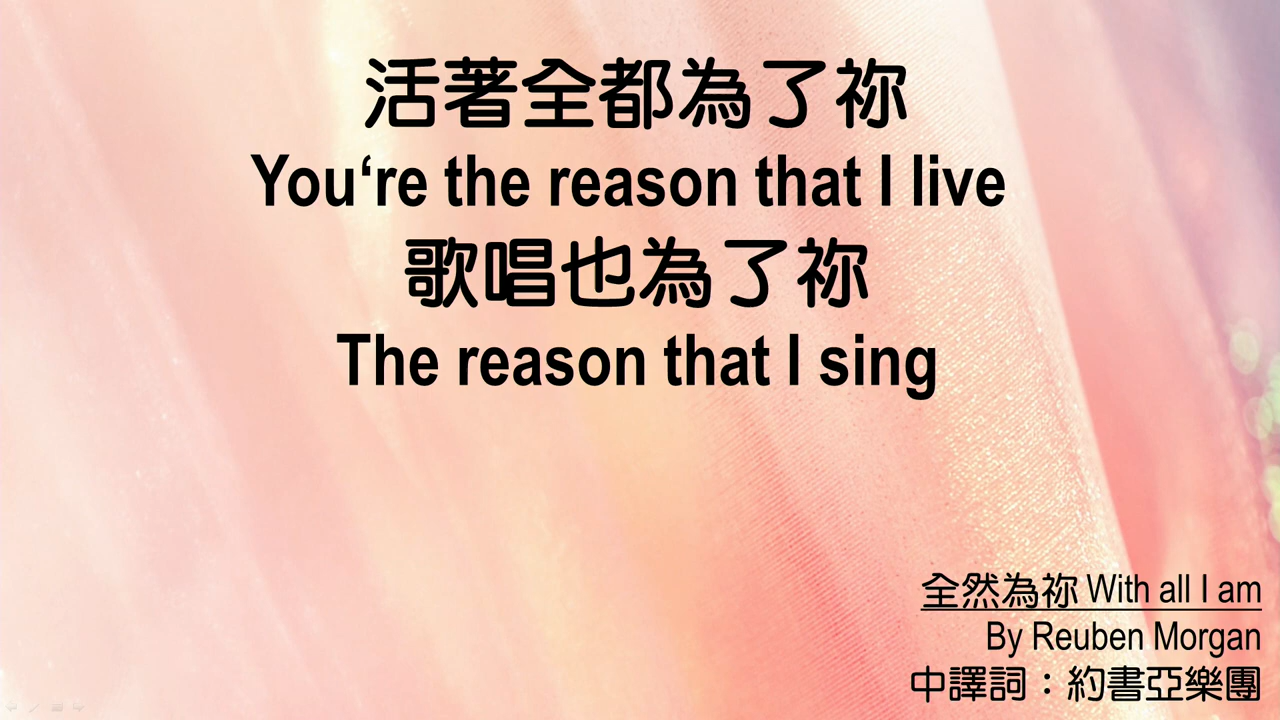 活著全都為了祢
You‘re the reason that I live
歌唱也為了祢
The reason that I sing
全然為祢 With all I am
By Reuben Morgan
中譯詞：約書亞樂團